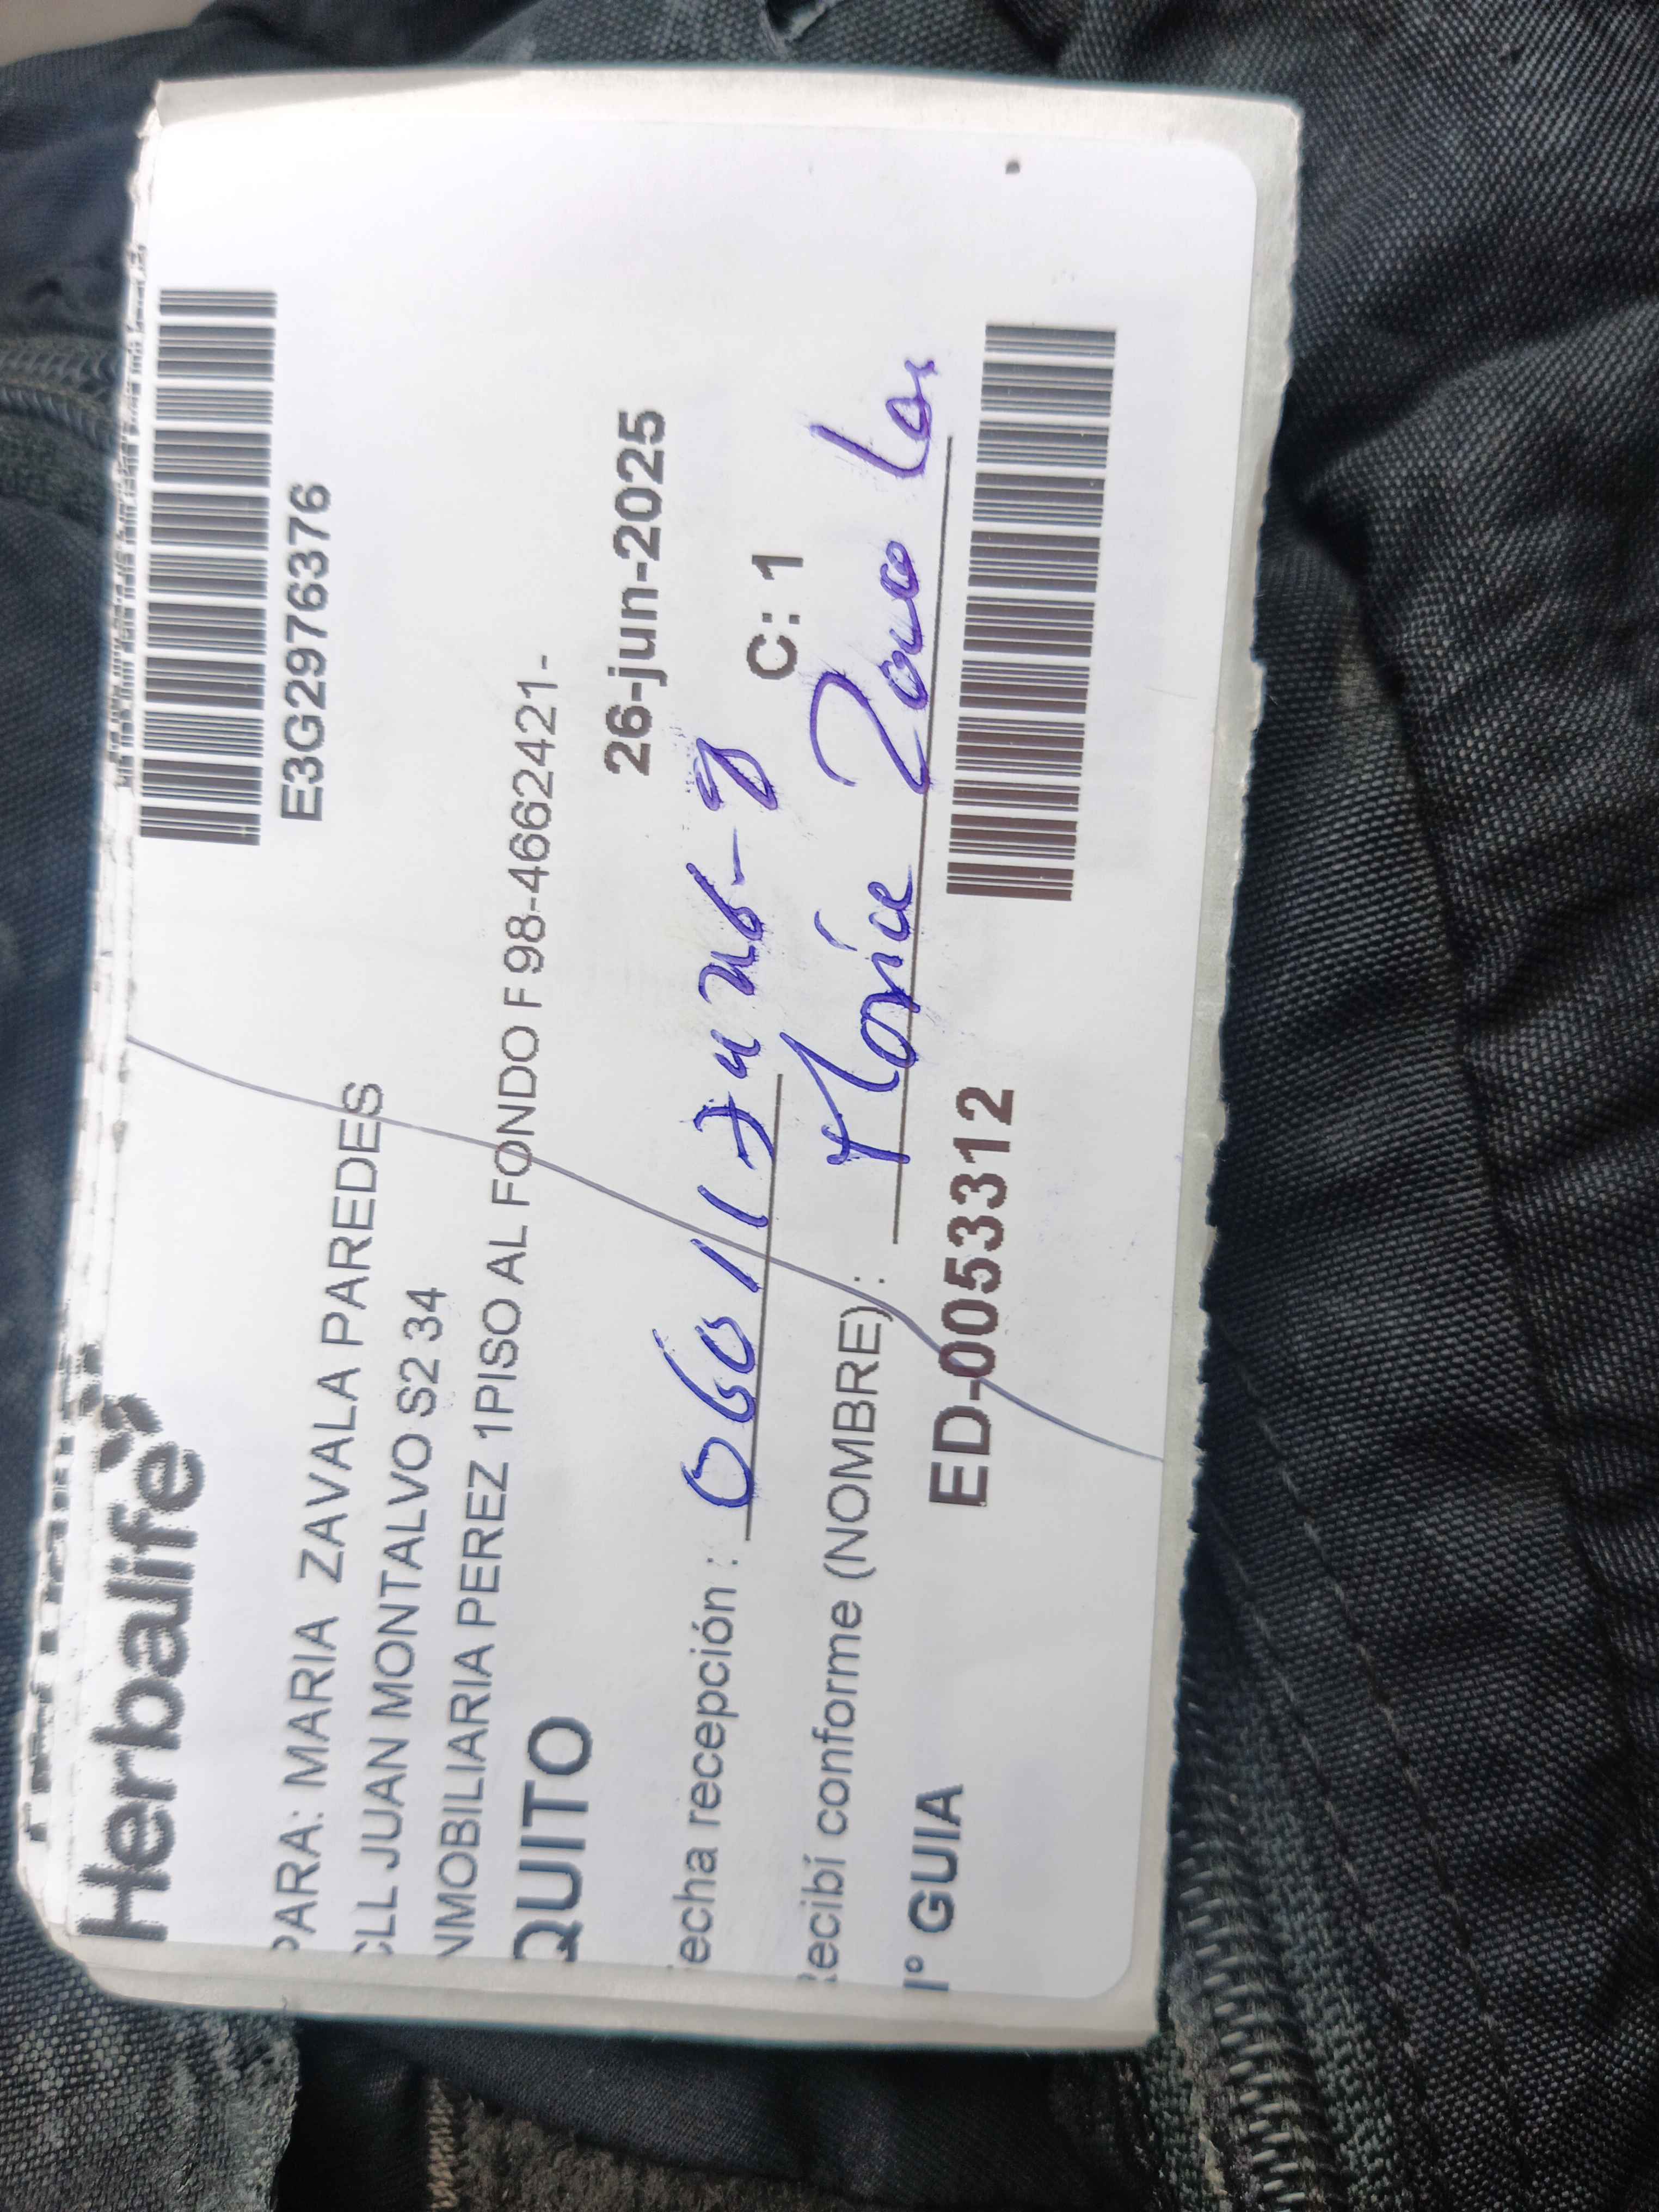 Herbalife
E3G2976376
PARA: MARIA ZAVALA PAREDES
CLL JUAN MONTALVO S2 34
INMOBILIARIA PEREZ 1PISO AL FONDO F 98-4662421-
QUITO
26-jun-2025
echa recepción :
C: 1
Recibí conforme (NOMBRE) : María
N° GUIA ED-0053312